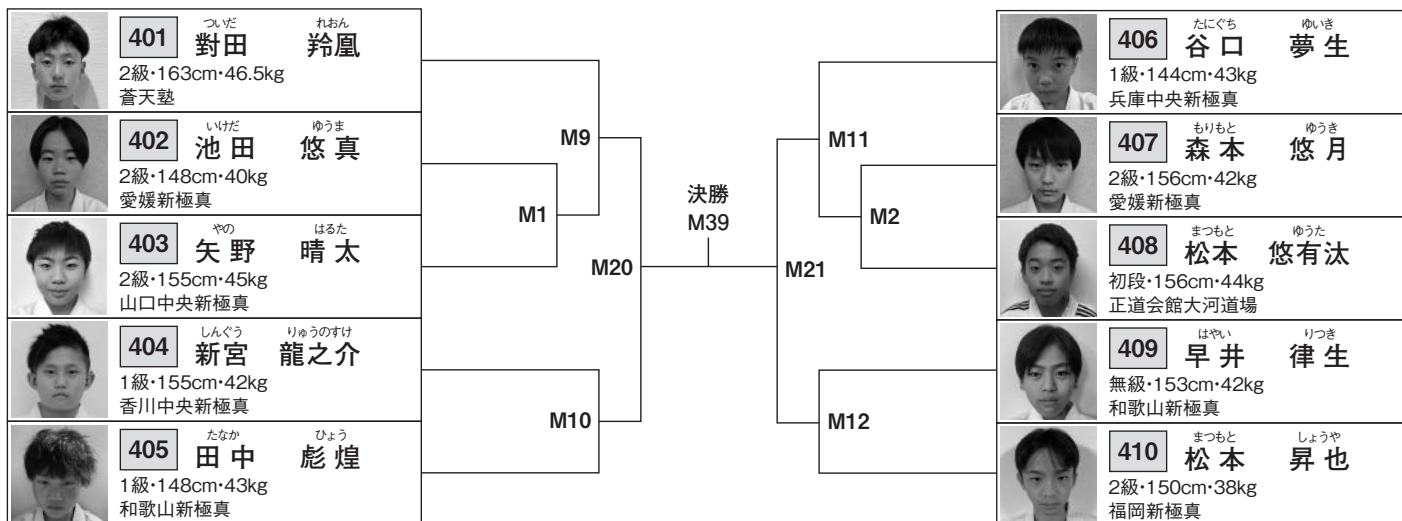 ついだ れおん
401 對田 羚凰
2級・163cm・46.5kg
蒼天塾
いけだ ゆうま
402 池田 悠真
2級・148cm・40kg
愛媛新極真
やの はるた
403 矢野 晴太
2級・155cm・45kg
山口中央新極真
しんぐう りゅうのすけ
404 新宮 龍之介
1級・155cm・42kg
香川中央新極真
たなか ひょう
405 田中 彪煌
1級・148cm・43kg
和歌山新極真
M9
M1
M20
M10
決勝
M39
M11
M2
M21
M12
たにぐち ゆいき
406 谷口 夢生
1級・144cm・43kg
兵庫中央新極真
もりもと ゆうき
407 森本 悠月
2級・156cm・42kg
愛媛新極真
まつもと ゆうた
408 松本 悠有汰
初段・156cm・44kg
正道会館大河道場
はやい りつき
409 早井 律生
無級・153cm・42kg
和歌山新極真
まつもと しょうや
410 松本 昇也
2級・150cm・38kg
福岡新極真